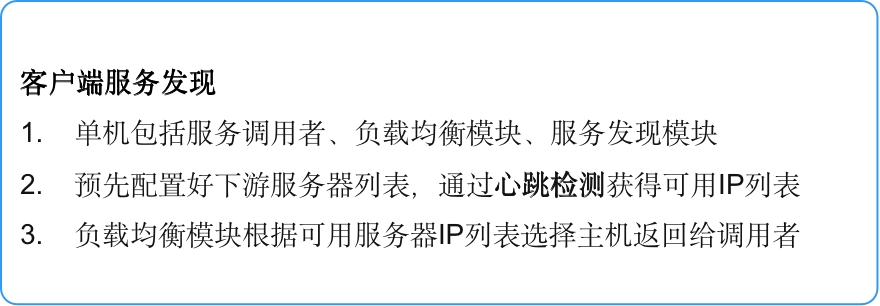 客户端服务发现
1. 单机包括服务调用者、负载均衡模块、服务发现模块
2. 预先配置好下游服务器列表，通过心跳检测获得可用IP列表
3. 负载均衡模块根据可用服务器IP列表选择主机返回给调用者